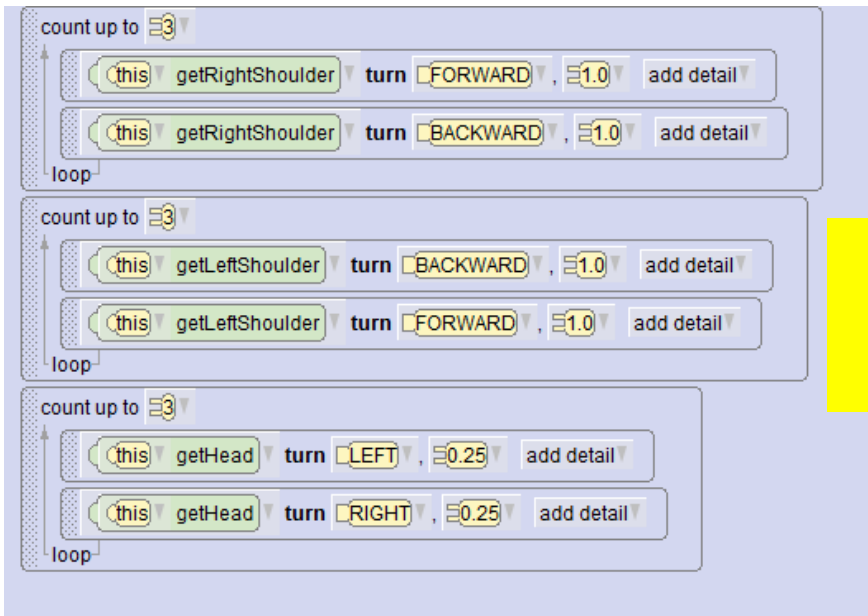 count up to 3
this getRightShoulder turn FORWARD , 1.0 add detail
this getRightShoulder turn BACKWARD , 1.0 add detail
loop
count up to 3
this getLeftShoulder turn BACKWARD , 1.0 add detail
this getLeftShoulder turn FORWARD , 1.0 add detail
loop
count up to 3
this getHead turn LEFT , 0.25 add detail
this getHead turn RIGHT , 0.25 add detail
loop